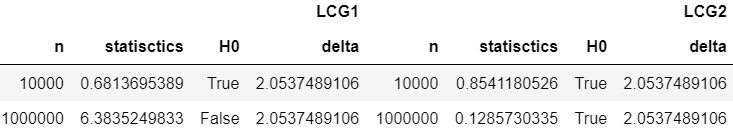 LCG1 LCG2
n statisctics H0 delta n statisctics H0 delta
10000 0.6813695389 True 2.0537489106 10000 0.8541180526 True 2.0537489106
1000000 6.3835249833 False 2.0537489106 1000000 0.1285730335 True 2.0537489106